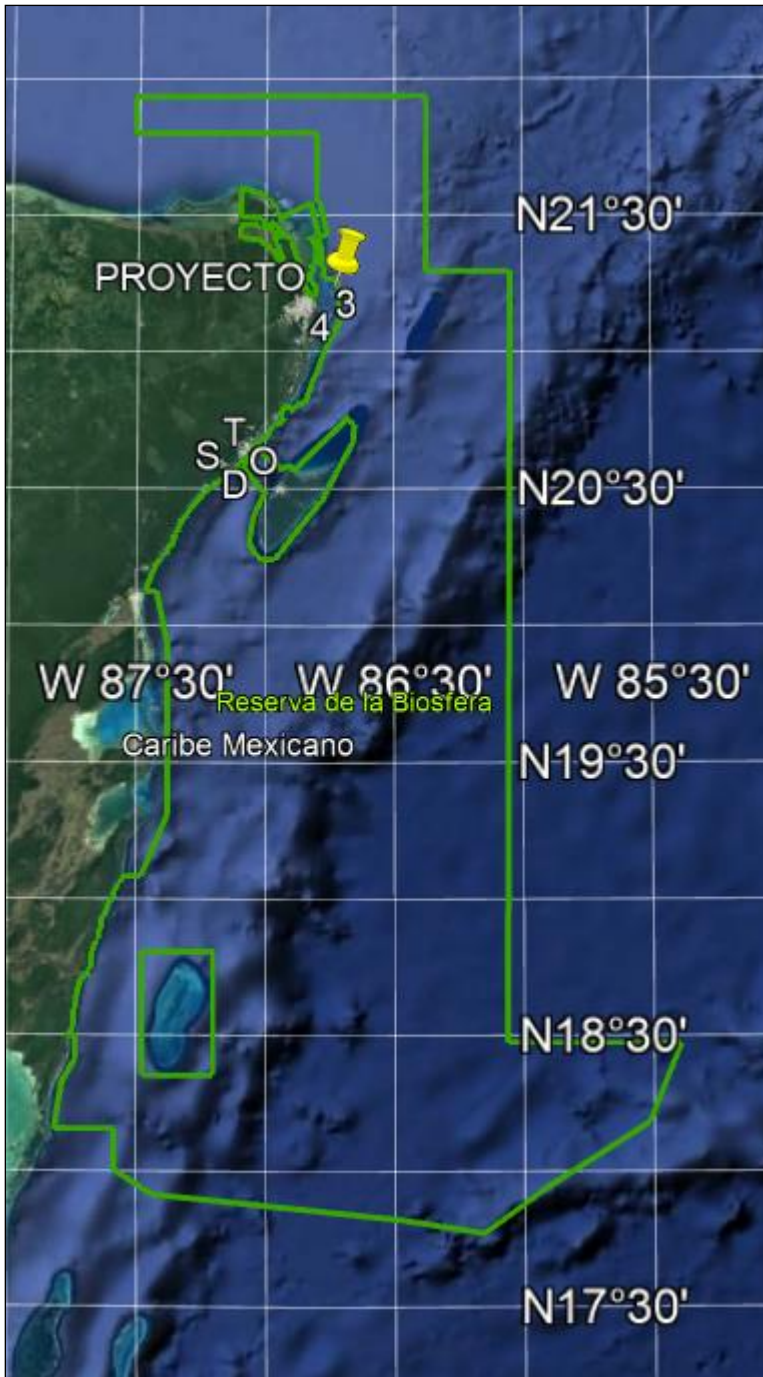 N21°30'
PROYECTO
3
4
T
S O
D
N20°30'
W 87°30' W 86°30' W 85°30'
Reserva de la Biosfera
Caribe Mexicano
N19°30'
N18°30'
N17°30'